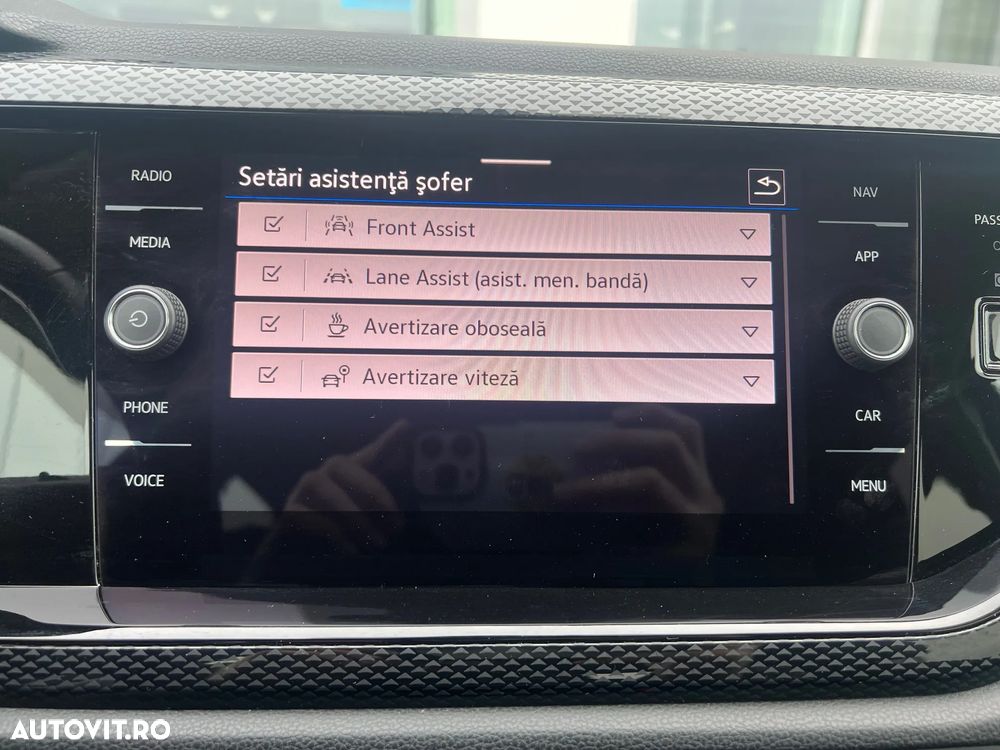 RADIO
MEDIA
PHONE
VOICE
Setări asistenţă şofer
Front Assist
Lane Assist (asist. men. bandă)
Avertizare oboseală
Avertizare viteză
NAV
APP
CAR
MENU
PASS
AUTOVIT.RO